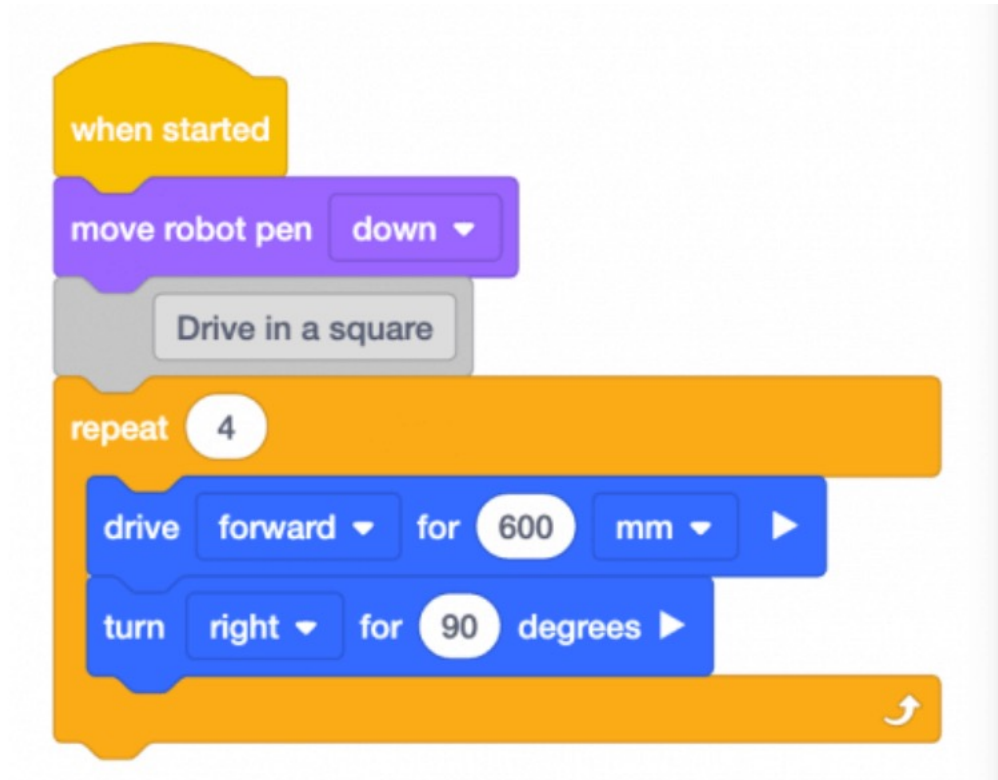 when started
move robot pen down
Drive in a square
repeat 4
drive forward for 600 mm
turn right for 90 degrees